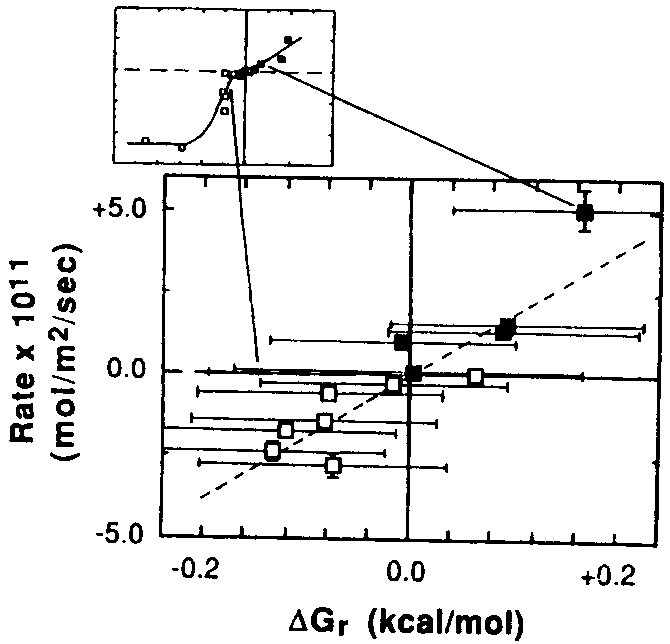 +5.0
0.0
-5.0
Rate x 10¹¹
(mol/m²/sec)
-0.2
0.0
+0.2
ΔGr (kcal/mol)